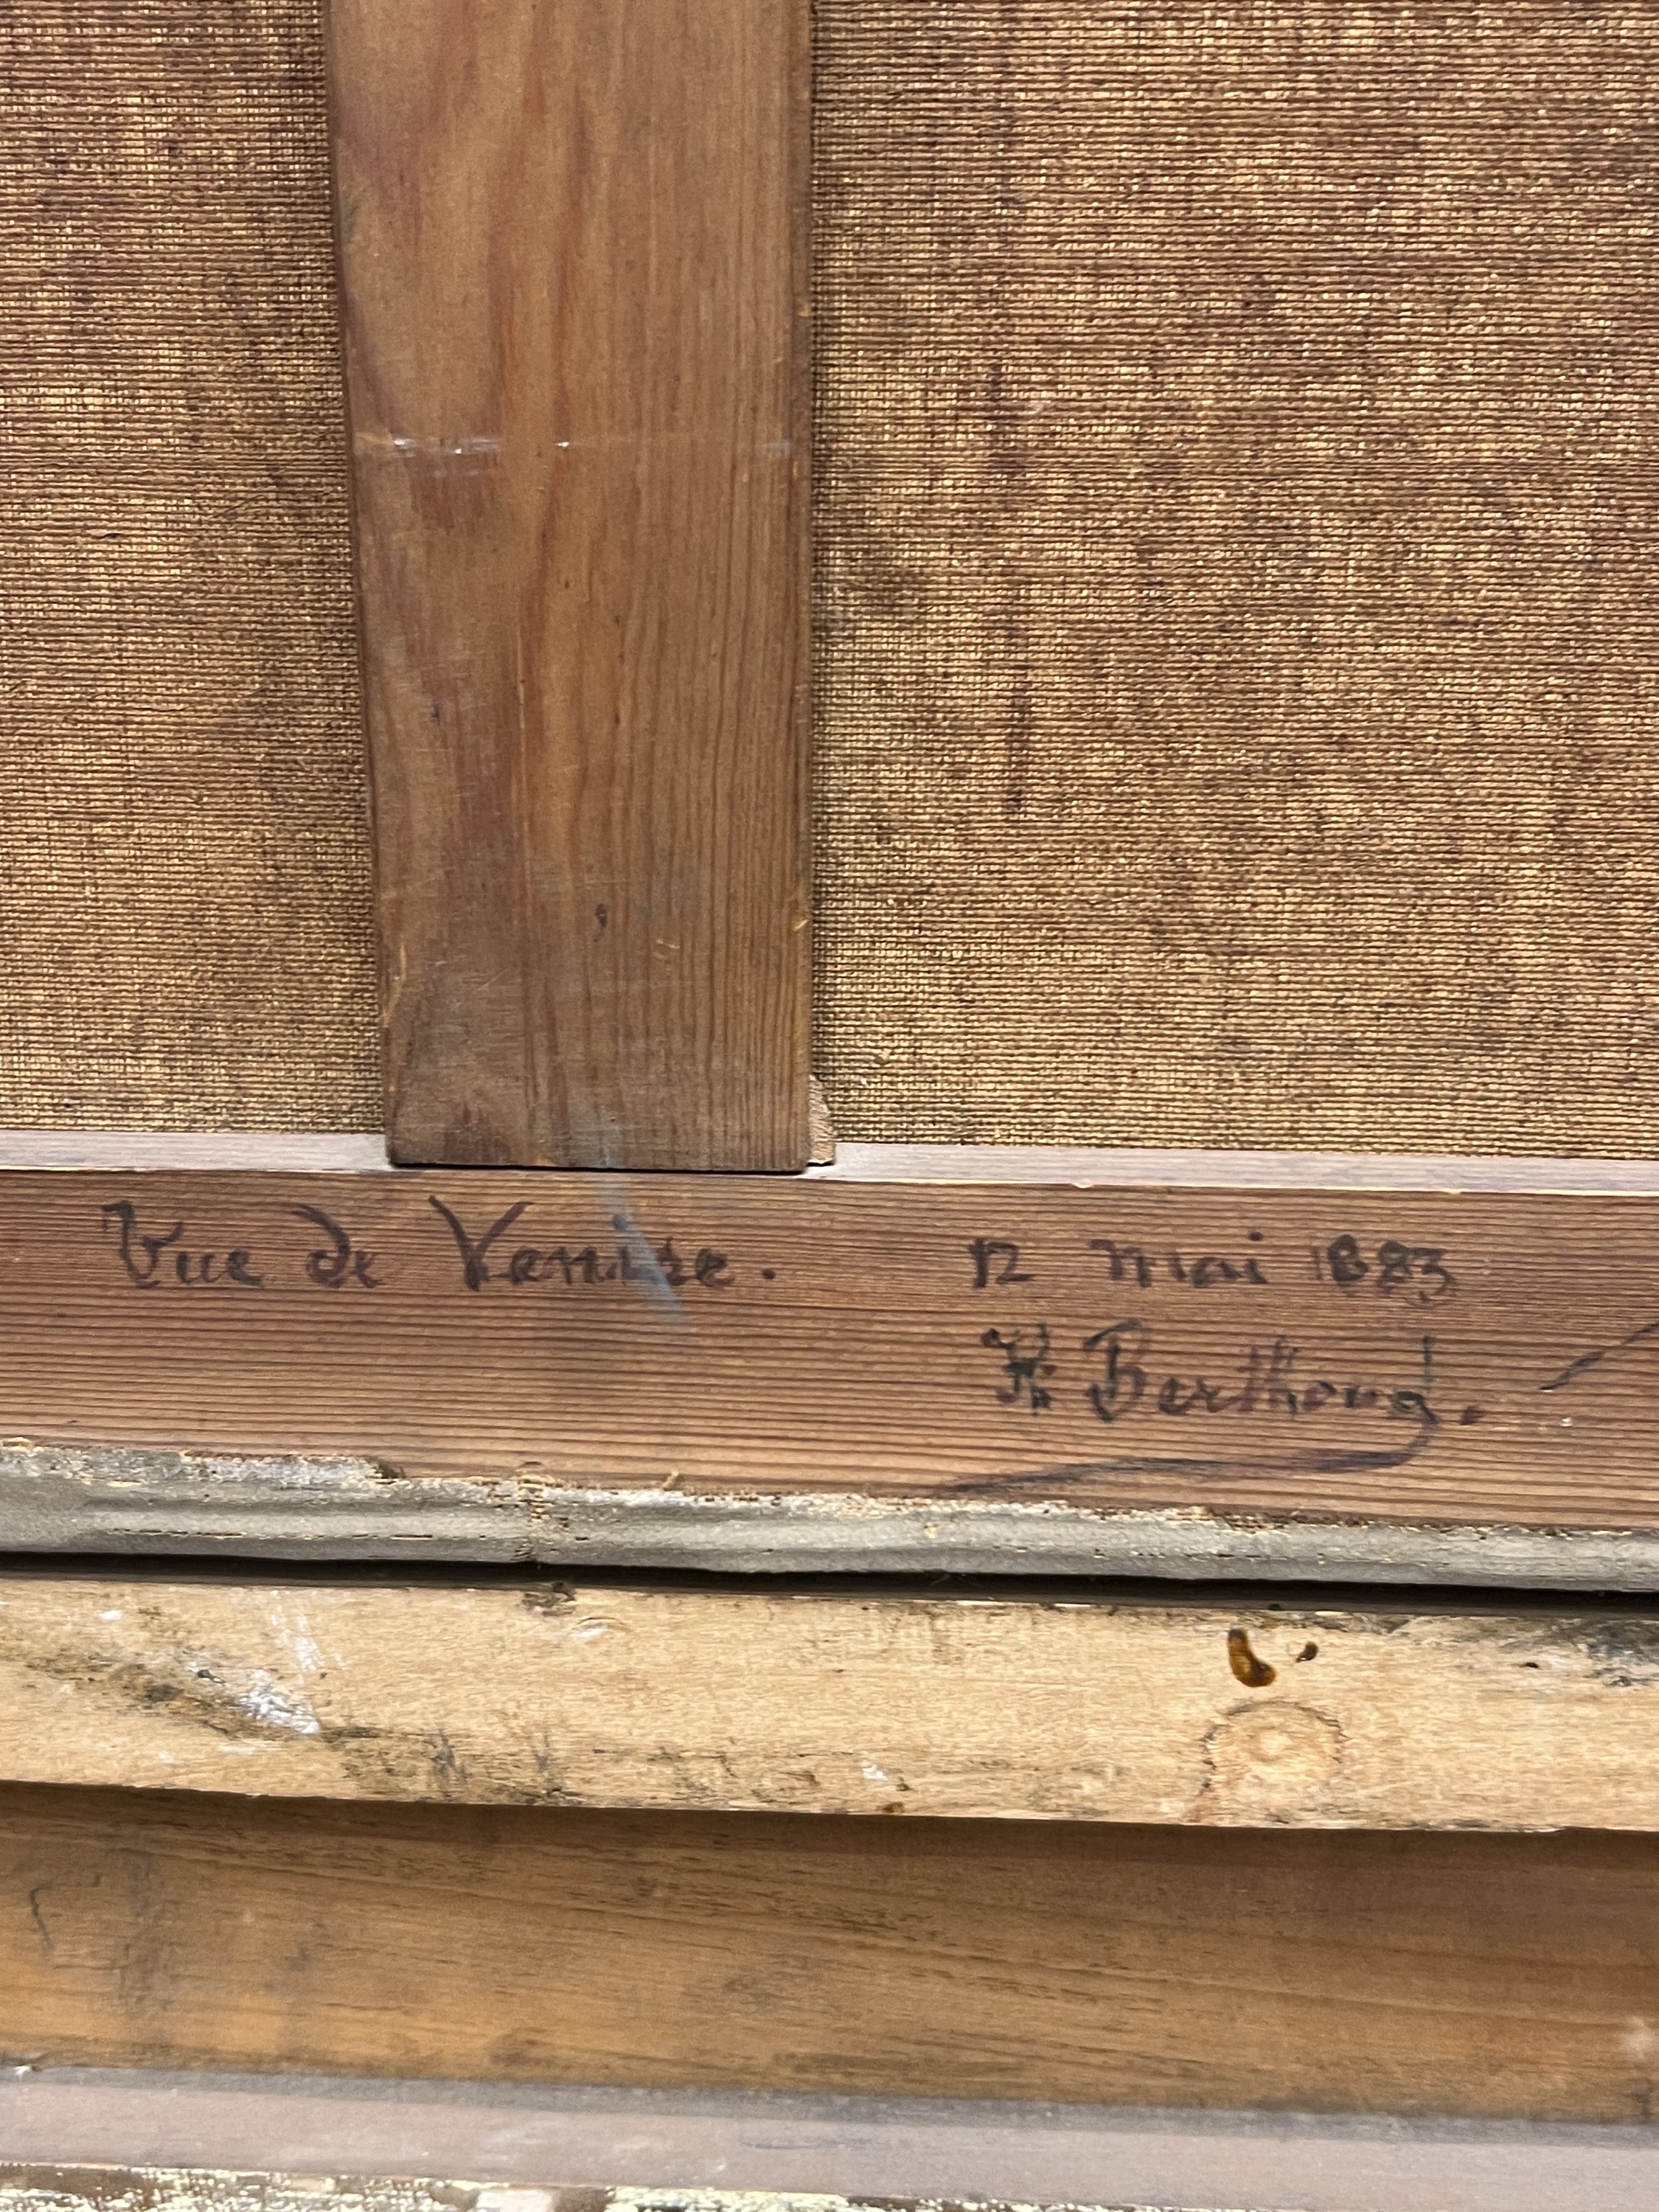 Vue de Venise. 12 mai 1883
Berthoud.